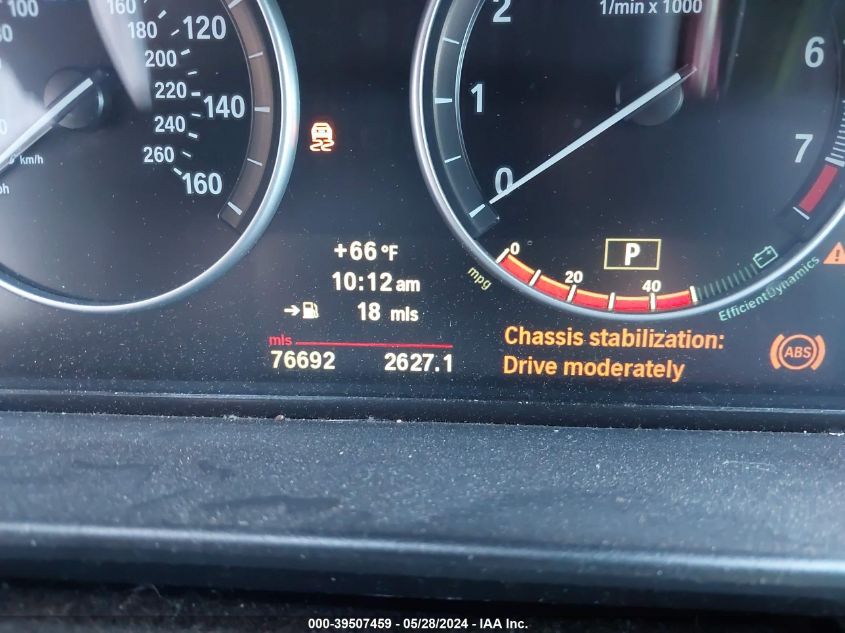 100
80
160
180
200
220
240
260
120
140
160
km/h
+66 °F
10:12 am
18 mls
mls
76692 2627.1
1/min x 1000
2
1
0
6
7
P
0
20
40
mpg
EfficientDynamics
Chassis stabilization:
Drive moderately
ABS
000-39507459 - 05/28/2024 - IAA Inc.